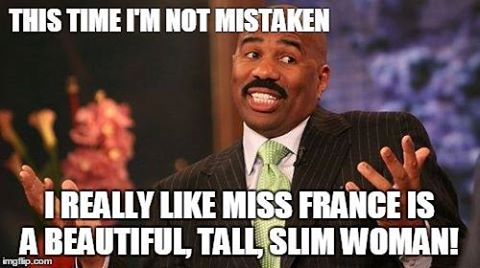 THIS TIME I'M NOT MISTAKEN
I REALLY LIKE MISS FRANCE IS
A BEAUTIFUL, TALL, SLIM WOMAN!
imgflip.com